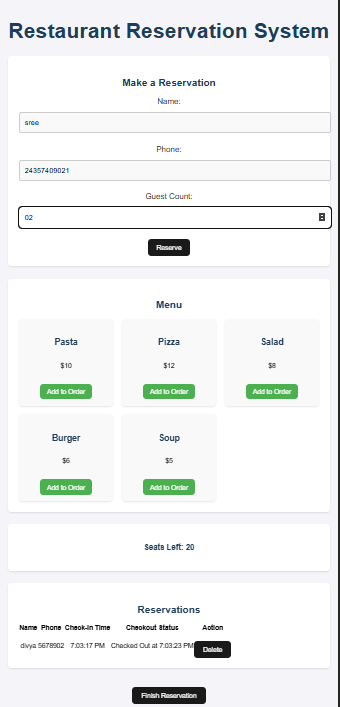 Restaurant Reservation System
Make a Reservation
Name:
sree
Phone:
24357409021
Guest Count:
02
Reserve
Menu
Pasta Pizza Salad
$10 $12 $8
Add to Order Add to Order Add to Order
Burger Soup
$6 $5
Add to Order Add to Order
Seats Left: 20
Reservations
Name Phone Check-In Time Checkout Status Action
divya 5678902 7:03:17 PM Checked Out at 7:03:23 PM Delete
Finish Reservation